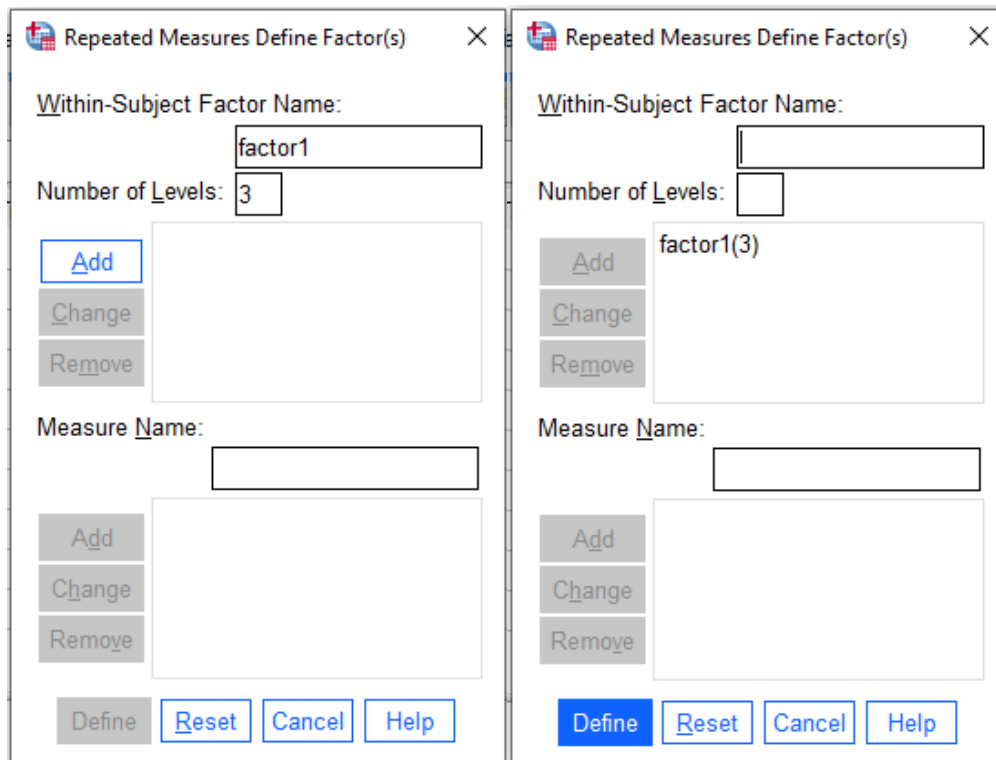 Repeated Measures Define Factor(s)
Within-Subject Factor Name:
factor1
Number of Levels: 3
Add
Change
Remove
Measure Name:
Add
Change
Remove
Define Reset Cancel Help
Repeated Measures Define Factor(s)
Within-Subject Factor Name:
Number of Levels:
factor1(3)
Add
Change
Remove
Measure Name:
Add
Change
Remove
Define Reset Cancel Help